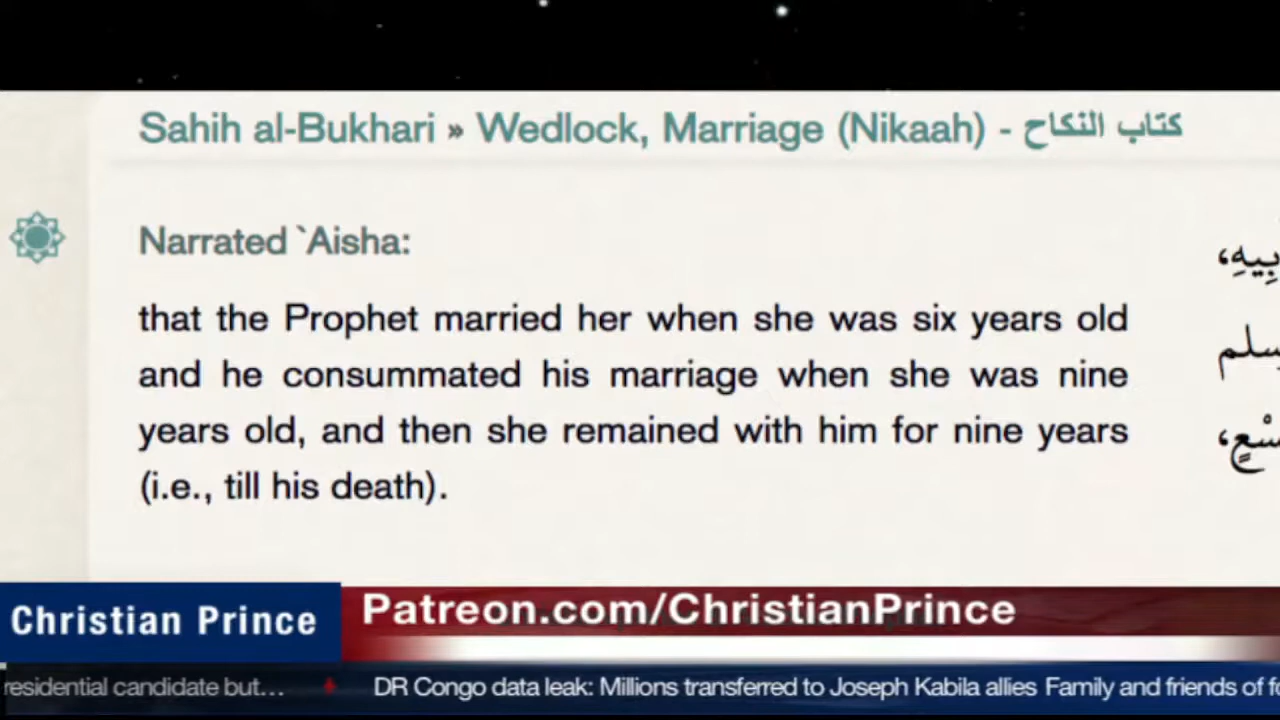 Sahih al-Bukhari » Wedlock, Marriage (Nikaah) - كتاب النكاح
Narrated `Aisha:
that the Prophet married her when she was six years old
and he consummated his marriage when she was nine
years old, and then she remained with him for nine years
(i.e., till his death).
Christian Prince
Patreon.com/ChristianPrince
residential candidate but... DR Congo data leak: Millions transferred to Joseph Kabila allies Family and friends of fo